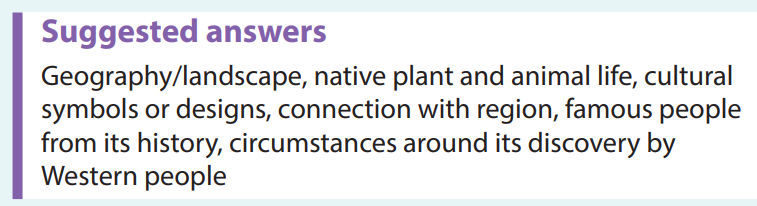 Suggested answers
Geography/landscape, native plant and animal life, cultural
symbols or designs, connection with region, famous people
from its history, circumstances around its discovery by
Western people